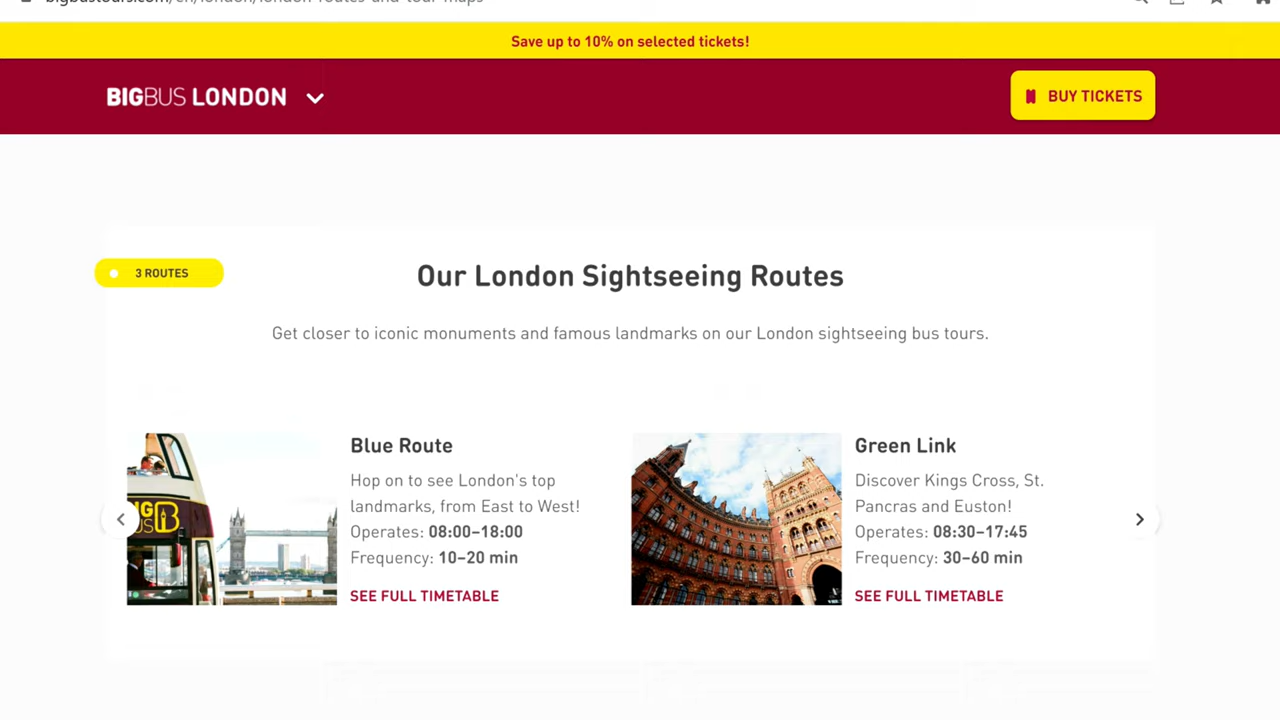 bigbustours.com/en/london/london-routes-and-tour-maps
Save up to 10% on selected tickets!
BIGBUS LONDON
BUY TICKETS
3 ROUTES
Our London Sightseeing Routes
Get closer to iconic monuments and famous landmarks on our London sightseeing bus tours.
Blue Route
Hop on to see London's top
landmarks, from East to West!
Operates: 08:00–18:00
Frequency: 10–20 min
SEE FULL TIMETABLE
Green Link
Discover Kings Cross, St.
Pancras and Euston!
Operates: 08:30–17:45
Frequency: 30–60 min
SEE FULL TIMETABLE